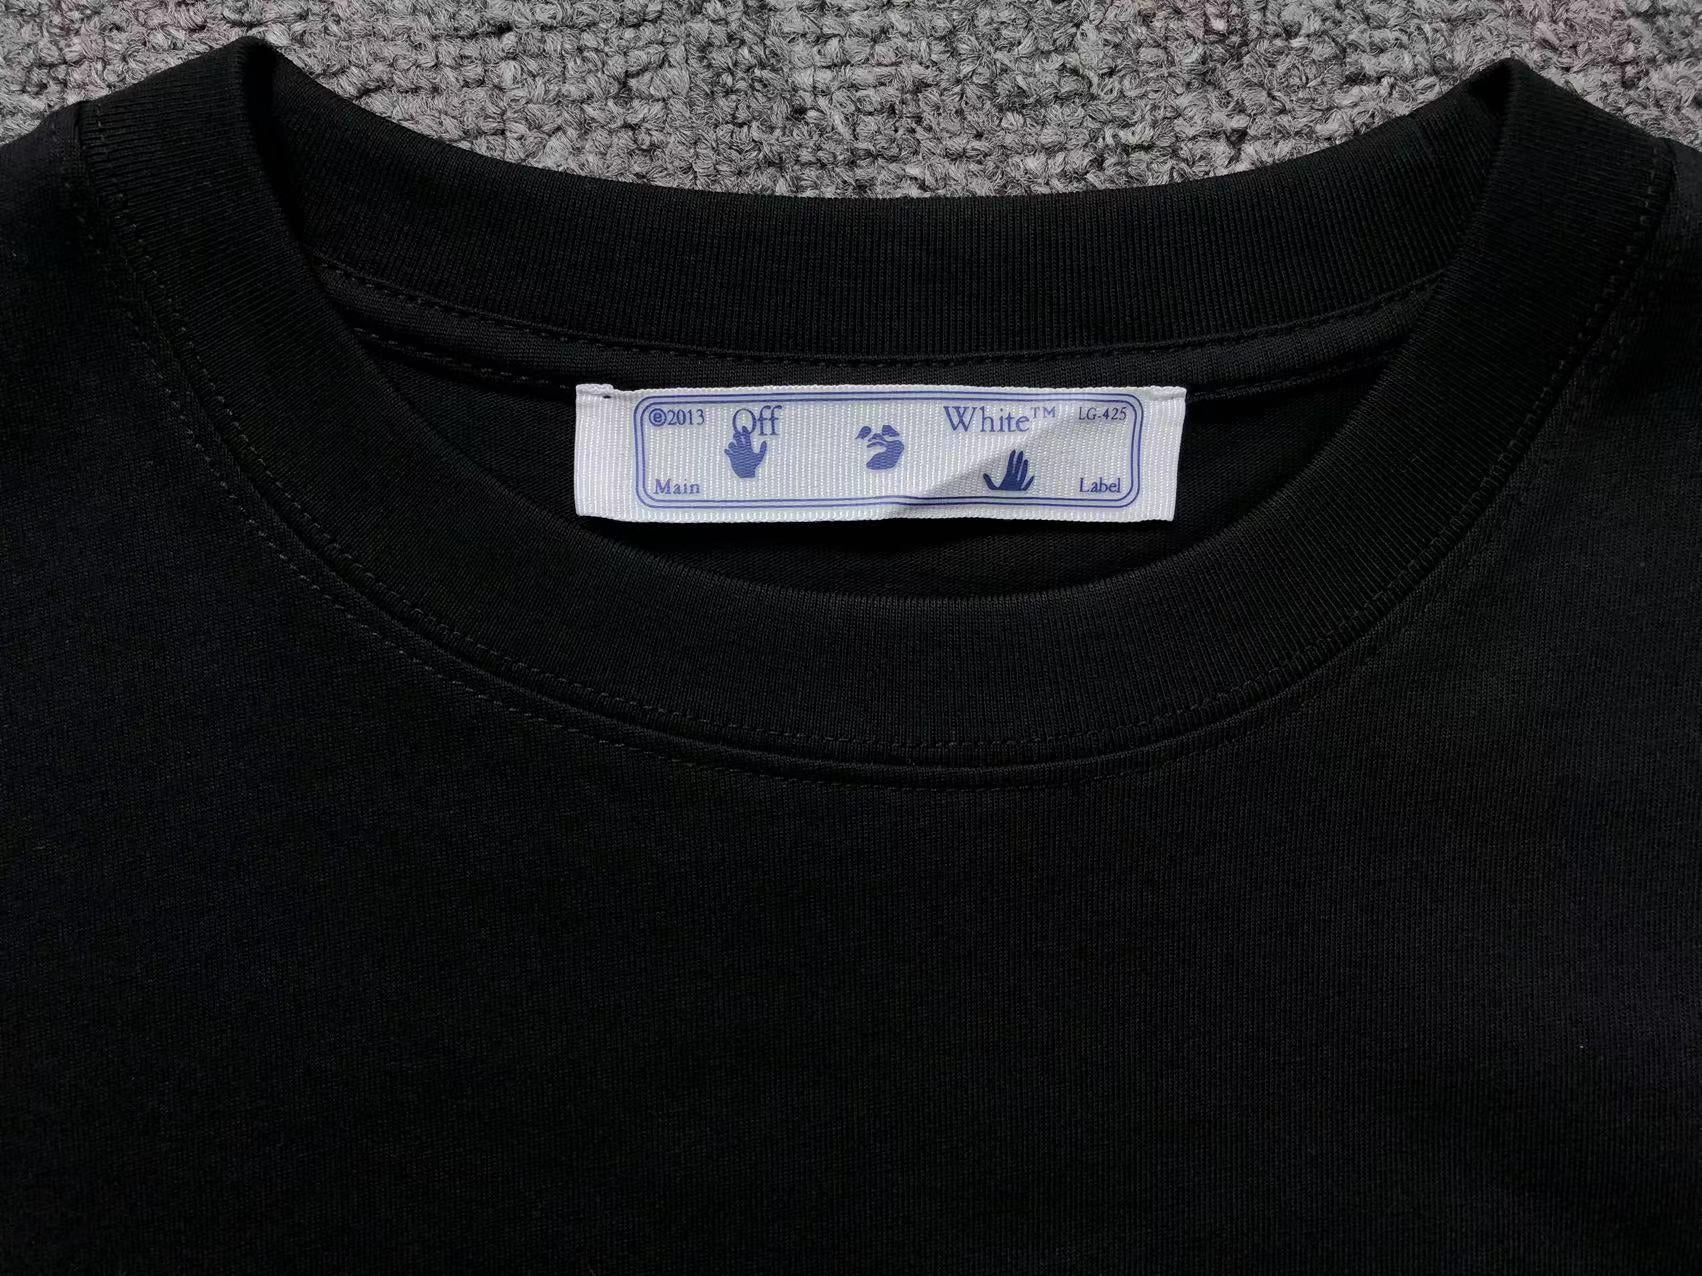 ©2013 Off White™ LG-425
Main Label